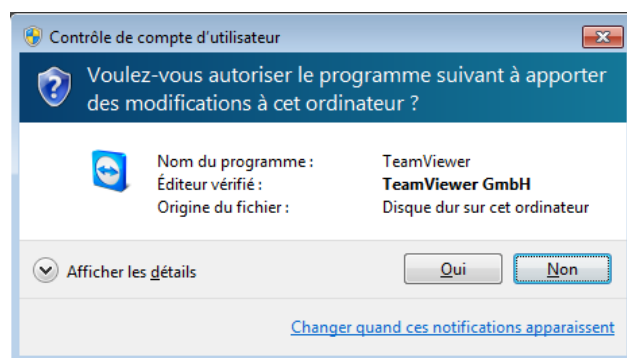 Contrôle de compte d'utilisateur
Voulez-vous autoriser le programme suivant à apporter
des modifications à cet ordinateur ?
Nom du programme : TeamViewer
Éditeur vérifié : TeamViewer GmbH
Origine du fichier : Disque dur sur cet ordinateur
Afficher les détails Oui Non
Changer quand ces notifications apparaissent